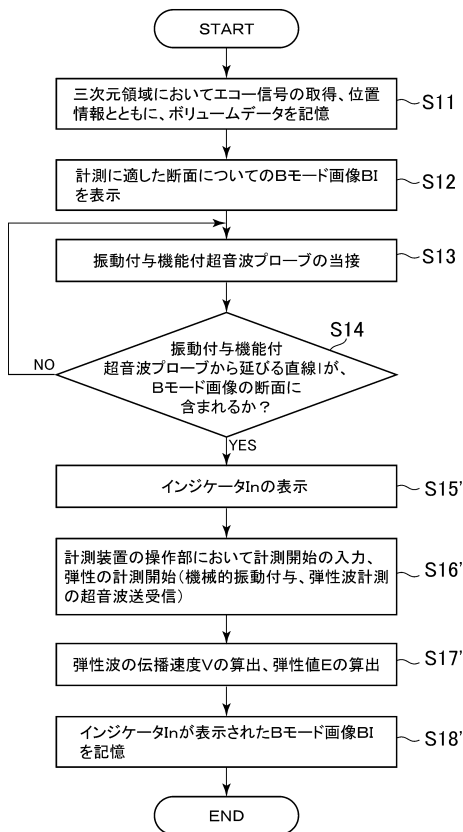 START
三次元領域においてエコー信号の取得、位置
情報とともに、ボリュームデータを記憶
S11
計測に適した断面についてのBモード画像BI
を表示
S12
振動付与機能付超音波プローブの当接
S13
S14
振動付与機能付
超音波プローブから延びる直線lが、
Bモード画像の断面に
含まれるか?
NO
YES
インジケータInの表示
S15'
計測装置の操作部において計測開始の入力、
弾性の計測開始(機械的振動付与、弾性波計測
の超音波送受信)
S16'
弾性波の伝播速度Vの算出、弾性値Eの算出
S17'
インジケータInが表示されたBモード画像BI
を記憶
S18'
END